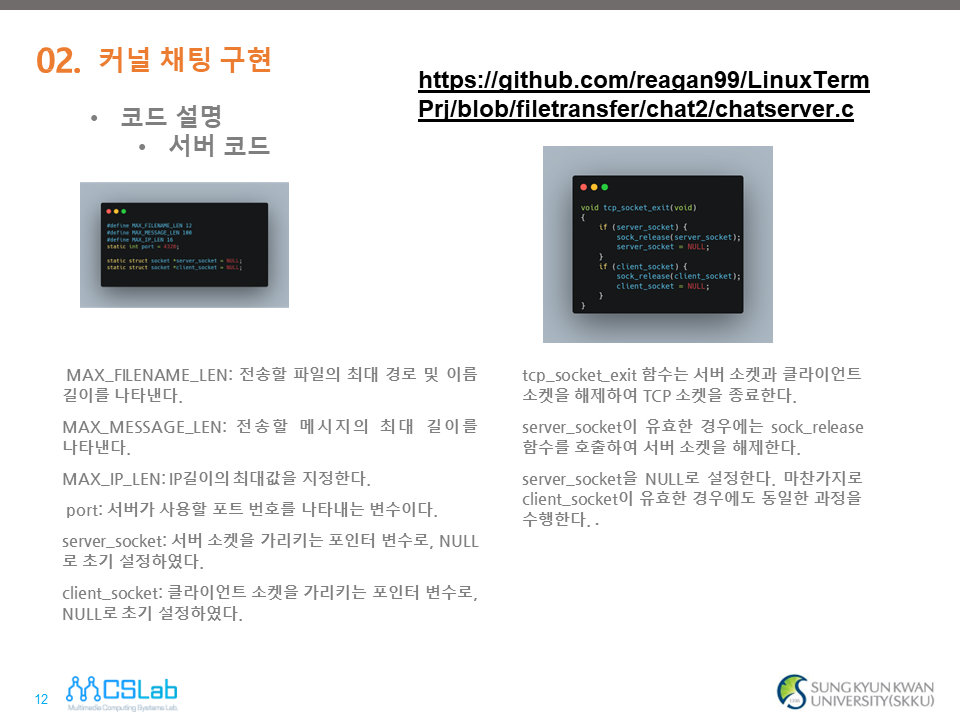 02. 커널 채팅 구현
https://github.com/reagan99/LinuxTerm
Prj/blob/filetransfer/chat2/chatserver.c
• 코드 설명
• 서버 코드
#define MAX_FILENAME_LEN 12
#define MAX_MESSAGE_LEN 100
#define MAX_IP_LEN 16
static int port = 4320;
static struct socket *server_socket = NULL;
static struct socket *client_socket = NULL;
void tcp_socket_exit(void)
{
if (server_socket) {
sock_release(server_socket);
server_socket = NULL;
}
if (client_socket) {
sock_release(client_socket);
client_socket = NULL;
}
}
MAX_FILENAME_LEN: 전송할 파일의 최대 경로 및 이름
길이를 나타낸다.
MAX_MESSAGE_LEN: 전송할 메시지의 최대 길이를
나타낸다.
MAX_IP_LEN: IP길이의 최대값을 지정한다.
port: 서버가 사용할 포트 번호를 나타내는 변수이다.
server_socket: 서버 소켓을 가리키는 포인터 변수로, NULL
로 초기 설정하였다.
client_socket: 클라이언트 소켓을 가리키는 포인터 변수로,
NULL로 초기 설정하였다.
tcp_socket_exit 함수는 서버 소켓과 클라이언트
소켓을 해제하여 TCP 소켓을 종료한다.
server_socket이 유효한 경우에는 sock_release
함수를 호출하여 서버 소켓을 해제한다.
server_socket을 NULL로 설정한다. 마찬가지로
client_socket이 유효한 경우에도 동일한 과정을
수행한다. .
12
MCSLab
Multimedia Computing Systems Lab.
SUNG KYUN KWAN
UNIVERSITY(SKKU)